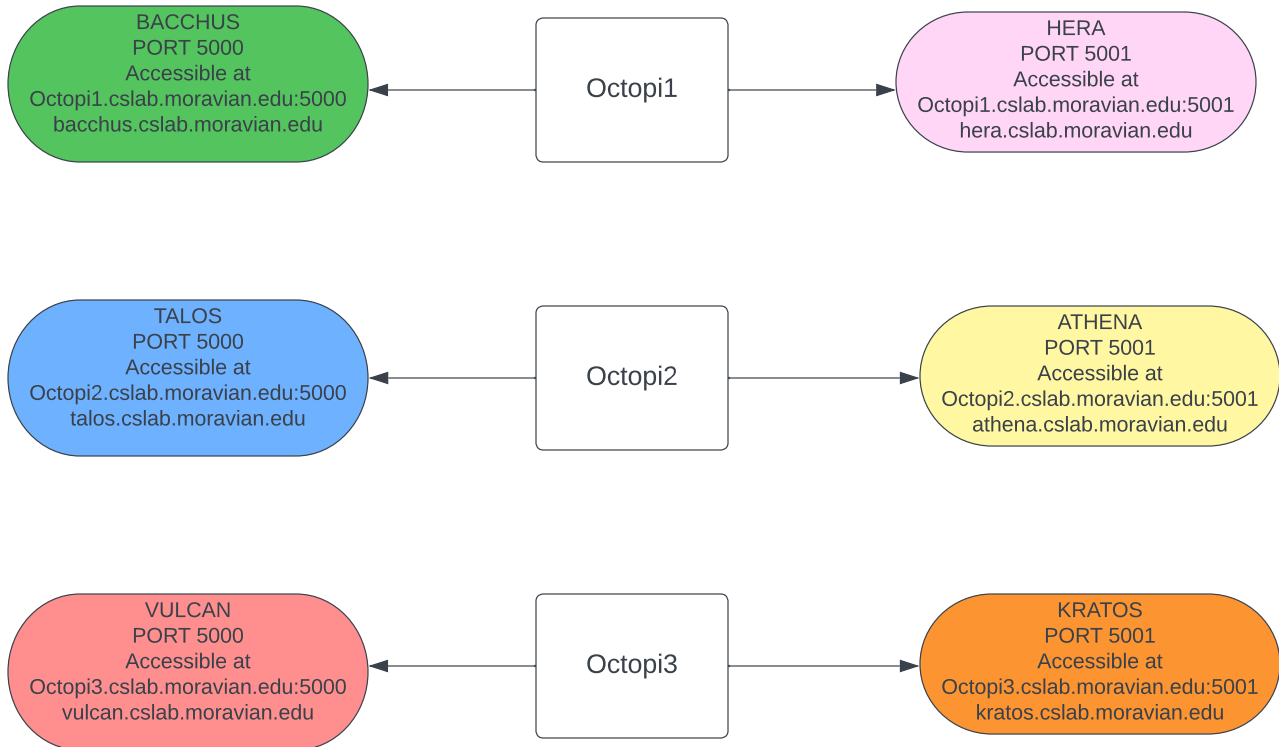 BACCHUS
PORT 5000
Accessible at
Octopi1.cslab.moravian.edu:5000
bacchus.cslab.moravian.edu
Octopi1
HERA
PORT 5001
Accessible at
Octopi1.cslab.moravian.edu:5001
hera.cslab.moravian.edu
TALOS
PORT 5000
Accessible at
Octopi2.cslab.moravian.edu:5000
talos.cslab.moravian.edu
Octopi2
ATHENA
PORT 5001
Accessible at
Octopi2.cslab.moravian.edu:5001
athena.cslab.moravian.edu
VULCAN
PORT 5000
Accessible at
Octopi3.cslab.moravian.edu:5000
vulcan.cslab.moravian.edu
Octopi3
KRATOS
PORT 5001
Accessible at
Octopi3.cslab.moravian.edu:5001
kratos.cslab.moravian.edu